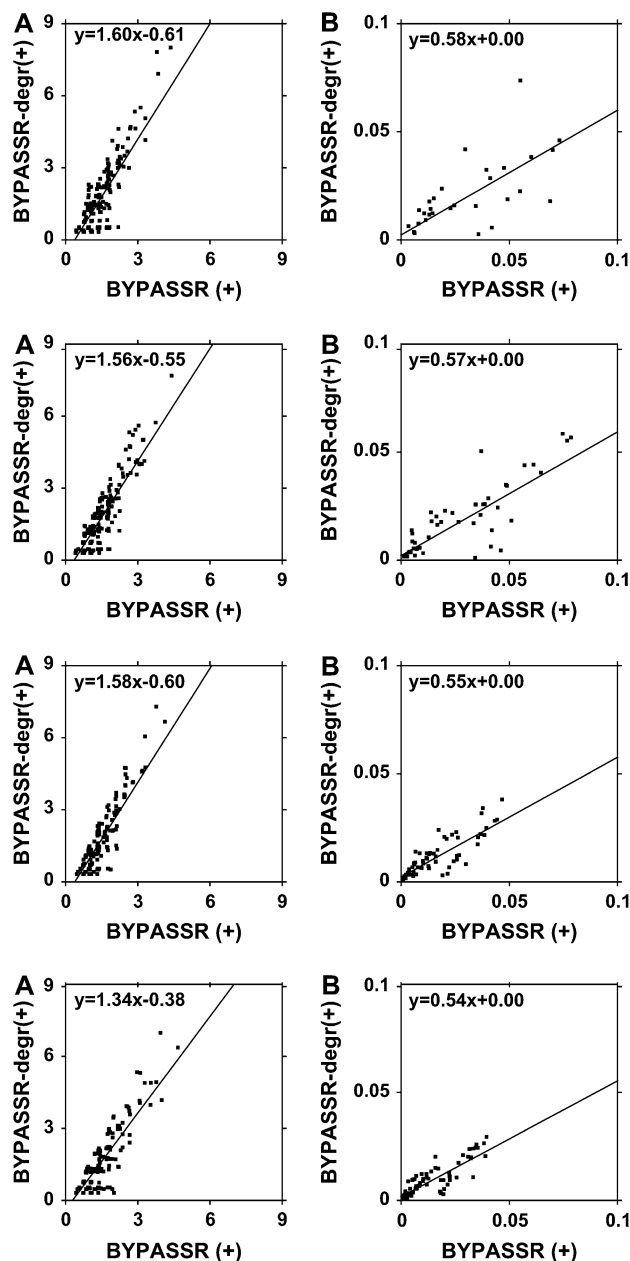 A
y=1.60x-0.61
BYPASSR-degr(+)
9
6
3
0
0 3 6 9
BYPASSR (+)
B
y=0.58x+0.00
BYPASSR-degr(+)
0.1
0.05
0
0 0.05 0.1
BYPASSR (+)
A
y=1.56x-0.55
BYPASSR-degr(+)
9
6
3
0
0 3 6 9
BYPASSR (+)
B
y=0.57x+0.00
BYPASSR-degr(+)
0.1
0.05
0
0 0.05 0.1
BYPASSR (+)
A
y=1.58x-0.60
BYPASSR-degr(+)
9
6
3
0
0 3 6 9
BYPASSR (+)
B
y=0.55x+0.00
BYPASSR-degr(+)
0.1
0.05
0
0 0.05 0.1
BYPASSR (+)
A
y=1.34x-0.38
BYPASSR-degr(+)
9
6
3
0
0 3 6 9
BYPASSR (+)
B
y=0.54x+0.00
BYPASSR-degr(+)
0.1
0.05
0
0 0.05 0.1
BYPASSR (+)